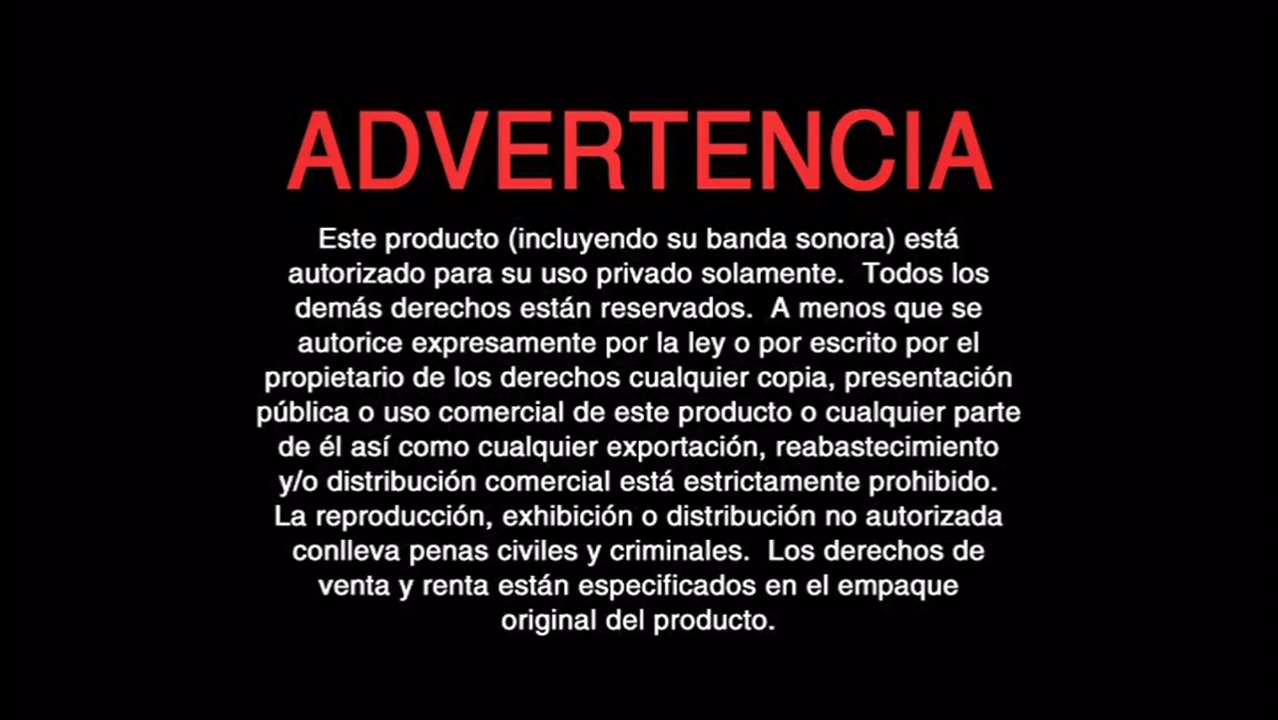 ADVERTENCIA
Este producto (incluyendo su banda sonora) está
autorizado para su uso privado solamente.  Todos los
demás derechos están reservados.  A menos que se
autorice expresamente por la ley o por escrito por el
propietario de los derechos cualquier copia, presentación
pública o uso comercial de este producto o cualquier parte
de él así como cualquier exportación, reabastecimiento
y/o distribución comercial está estrictamente prohibido.
La reproducción, exhibición o distribución no autorizada
conlleva penas civiles y criminales.  Los derechos de
venta y renta están especificados en el empaque
original del producto.